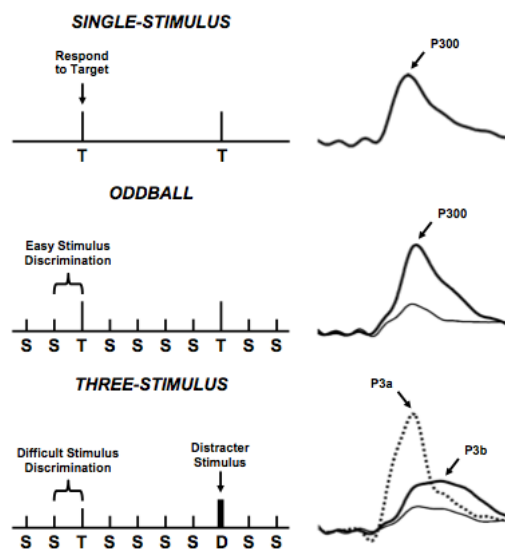 SINGLE-STIMULUS
Respond
to Target
P300
T T
ODDBALL
Easy Stimulus
Discrimination
P300
S S T S S S S T S S
THREE-STIMULUS
P3a
Difficult Stimulus
Discrimination
Distracter
Stimulus
P3b
S S T S S S S D S S